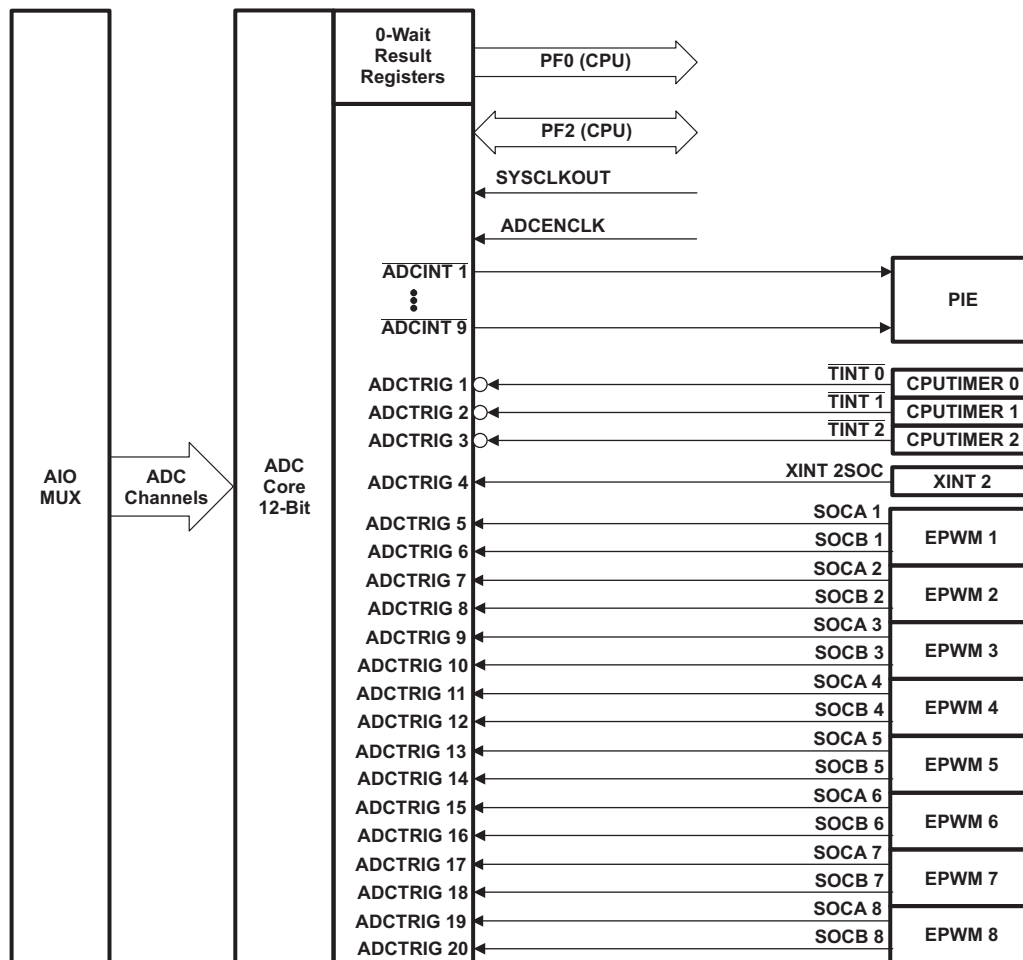 0-Wait
Result
Registers
PF0 (CPU)
PF2 (CPU)
SYSCLKOUT
ADCENCLK
ADCINT 1
PIE
ADCINT 9
ADCTRIG 1
TINT 0
CPUTIMER 0
ADCTRIG 2
TINT 1
CPUTIMER 1
ADCTRIG 3
TINT 2
CPUTIMER 2
AIO
MUX
ADC
Channels
ADC
Core
12-Bit
ADCTRIG 4
XINT 2SOC
XINT 2
ADCTRIG 5
SOCA 1
EPWM 1
ADCTRIG 6
SOCB 1
ADCTRIG 7
SOCA 2
EPWM 2
ADCTRIG 8
SOCB 2
ADCTRIG 9
SOCA 3
EPWM 3
ADCTRIG 10
SOCB 3
ADCTRIG 11
SOCA 4
EPWM 4
ADCTRIG 12
SOCB 4
ADCTRIG 13
SOCA 5
EPWM 5
ADCTRIG 14
SOCB 5
ADCTRIG 15
SOCA 6
EPWM 6
ADCTRIG 16
SOCB 6
ADCTRIG 17
SOCA 7
EPWM 7
ADCTRIG 18
SOCB 7
ADCTRIG 19
SOCA 8
EPWM 8
ADCTRIG 20
SOCB 8